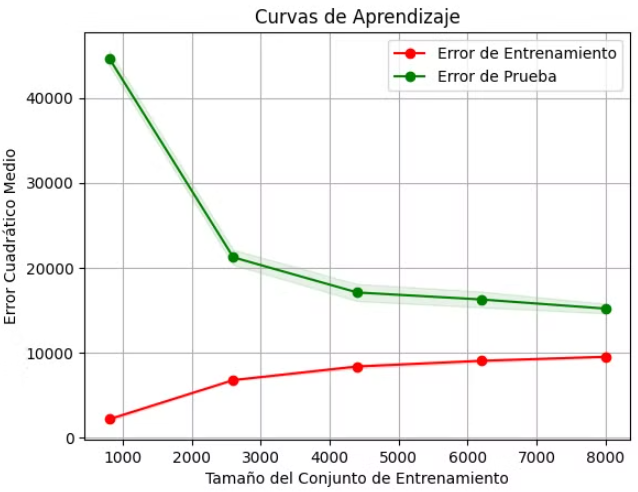 Curvas de Aprendizaje
Error de Entrenamiento
Error de Prueba
Error Cuadrático Medio
40000
30000
20000
10000
0
1000 2000 3000 4000 5000 6000 7000 8000
Tamaño del Conjunto de Entrenamiento